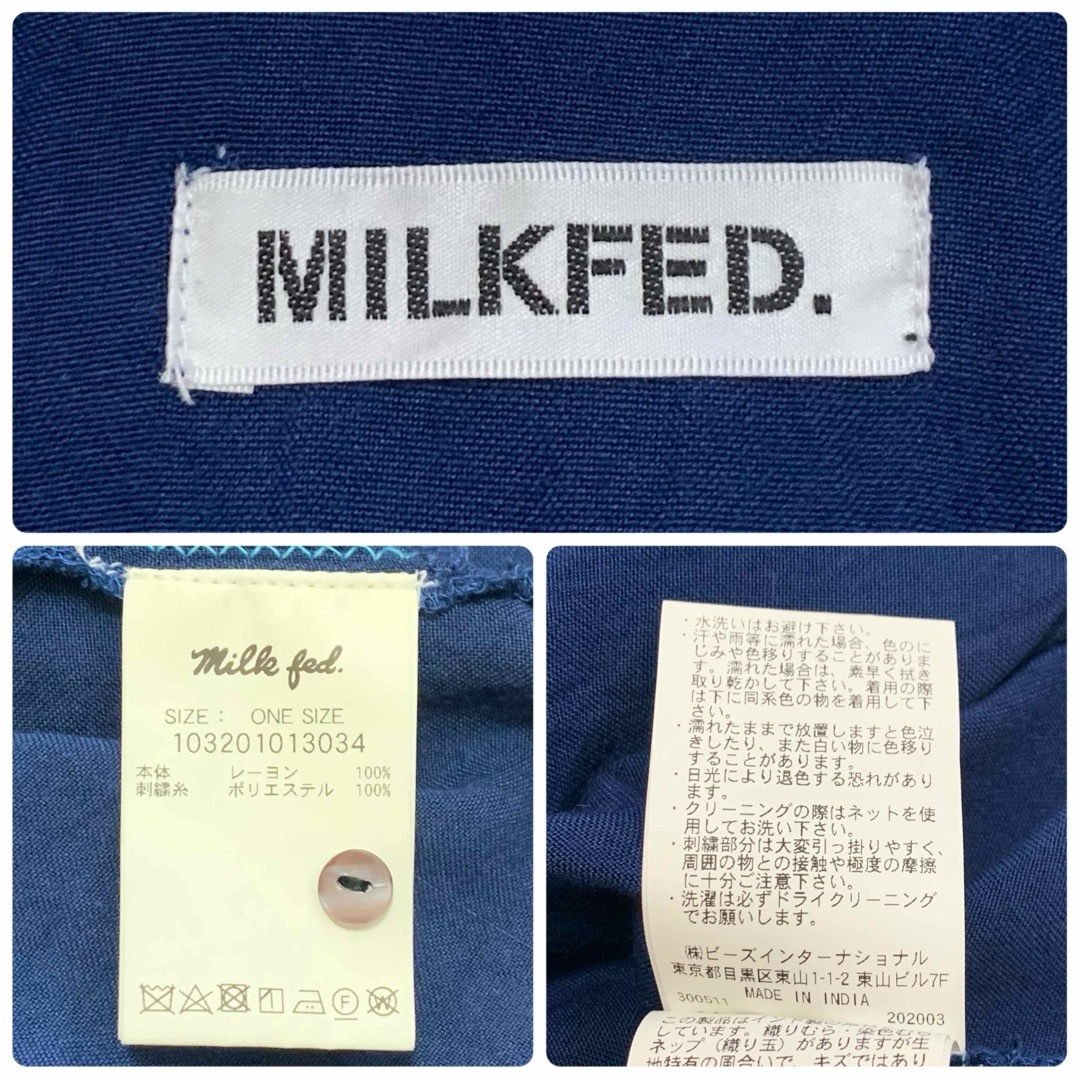 MILKFED.
Milk fed.
SIZE : ONE SIZE
103201013034
本体 レーヨン 100%
刺繍糸 ポリエステル 100%
・水洗いはお避け下さい。
・汗や雨等に濡れた場合、色のに
じみや色移りすることがありま
す。濡れた場合は、素早く拭き
取り乾かして下さい。着用の際
は下に同系色の物を着用して下
さい。
・濡れたままで放置しますと色泣
きしたり、また白い物に色移り
することがあります。
・日光により退色する恐れがあり
ます。
・クリーニングの際はネットを使
用してお洗い下さい。
・刺繍部分は大変引っ掛りやすく、
周囲の物との接触や極度の摩擦
に十分ご注意下さい。
・洗濯は必ずドライクリーニング
でお願いします。
㈱ビーズインターナショナル
東京都目黒区東山1-1-2 東山ビル7F
300511 MADE IN INDIA
202003
この製品はインド製の
しています。織りむら・染色むら
ネップ（織り玉）がありますが生
地特有の風合いで、キズではあり